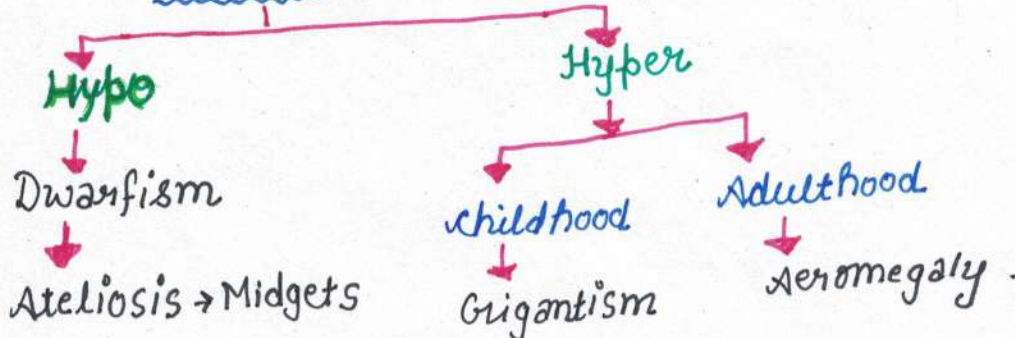 Hypo
Hyper
Dwarfism
Childhood
Adulthood
Ateliosis → Midgets
Gigantism
Aeromegaly.